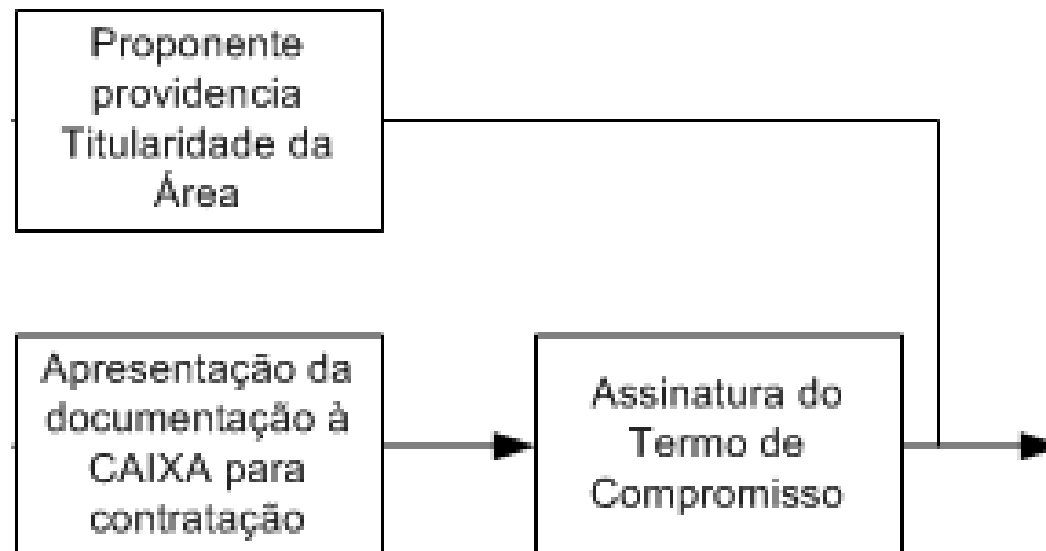 Proponente
providencia
Titularidade da
Área
Apresentação da
documentação à
CAIXA para
contratação
Assinatura do
Termo de
Compromisso